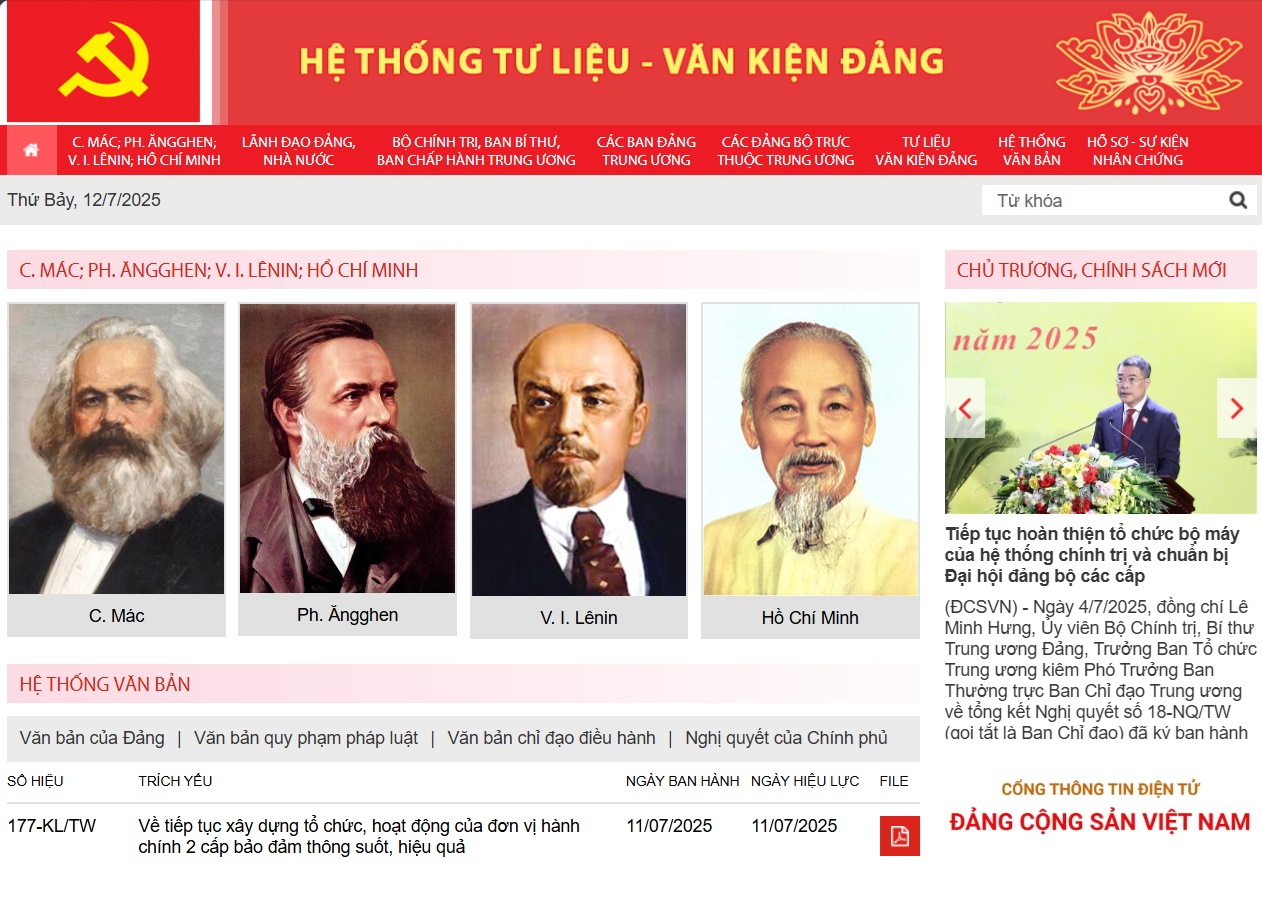 HỆ THỐNG TƯ LIỆU - VĂN KIỆN ĐẢNG
C. MÁC; PH. ĂNGGHEN;
V. I. LÊNIN; HỒ CHÍ MINH
LÃNH ĐẠO ĐẢNG,
NHÀ NƯỚC
BỘ CHÍNH TRỊ, BAN BÍ THƯ,
BAN CHẤP HÀNH TRUNG ƯƠNG
CÁC BAN ĐẢNG
TRUNG ƯƠNG
CÁC ĐẢNG BỘ TRỰC
THUỘC TRUNG ƯƠNG
TƯ LIỆU
VĂN KIỆN ĐẢNG
HỆ THỐNG
VĂN BẢN
HỒ SƠ - SỰ KIỆN
NHÂN CHỨNG
Thứ Bảy, 12/7/2025
Từ khóa
C. MÁC; PH. ĂNGGHEN; V. I. LÊNIN; HỒ CHÍ MINH
C. Mác
Ph. Ăngghen
V. I. Lênin
Hồ Chí Minh
HỆ THỐNG VĂN BẢN
Văn bản của Đảng | Văn bản quy phạm pháp luật | Văn bản chỉ đạo điều hành | Nghị quyết của Chính phủ
SỐ HIỆU TRÍCH YẾU NGÀY BAN HÀNH NGÀY HIỆU LỰC FILE
177-KL/TW Về tiếp tục xây dựng tổ chức, hoạt động của đơn vị hành 11/07/2025 11/07/2025
chính 2 cấp bảo đảm thông suốt, hiệu quả
CHỦ TRƯƠNG, CHÍNH SÁCH MỚI
năm 2025
Tiếp tục hoàn thiện tổ chức bộ máy
của hệ thống chính trị và chuẩn bị
Đại hội đảng bộ các cấp
(ĐCSVN) - Ngày 4/7/2025, đồng chí Lê
Minh Hưng, Ủy viên Bộ Chính trị, Bí thư
Trung ương Đảng, Trưởng Ban Tổ chức
Trung ương kiêm Phó Trưởng Ban
Thường trực Ban Chỉ đạo Trung ương
về tổng kết Nghị quyết số 18-NQ/TW
(gọi tắt là Ban Chỉ đạo) đã ký ban hành
CỔNG THÔNG TIN ĐIỆN TỬ
ĐẢNG CỘNG SẢN VIỆT NAM